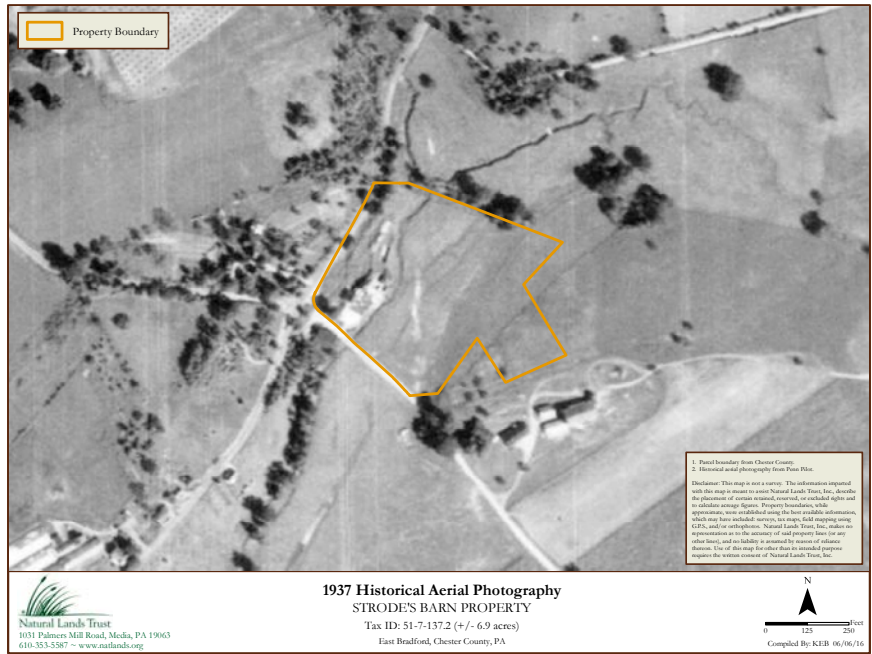 Property Boundary
1. Parcel boundary from Chester County.
2. Historical aerial photography from Penn Pilot.
Disclaimer: This map is not a survey. The information imparted
with this map is meant to assist Natural Lands Trust, Inc., describe
the placement of certain retained, reserved, or excluded rights and
to calculate acreage figures. Property boundaries, while
approximate, were established using the best available information,
which may have included: surveys, tax maps, field mapping using
G.P.S., and/or orthophotos. Natural Lands Trust, Inc., makes no
representation as to the accuracy of said property lines (or any
other lines), and no liability is assumed by reason of reliance
thereon. Use of this map for other than its intended purpose
requires the written consent of Natural Lands Trust, Inc.
Natural Lands Trust
1031 Palmers Mill Road, Media, PA 19063
610-353-5587 ~ www.natlands.org
1937 Historical Aerial Photography
STRODE'S BARN PROPERTY
Tax ID: 51-7-137.2 (+/- 6.9 acres)
East Bradford, Chester County, PA
N
Feet
0 125 250
Compiled By: KEB 06/06/16